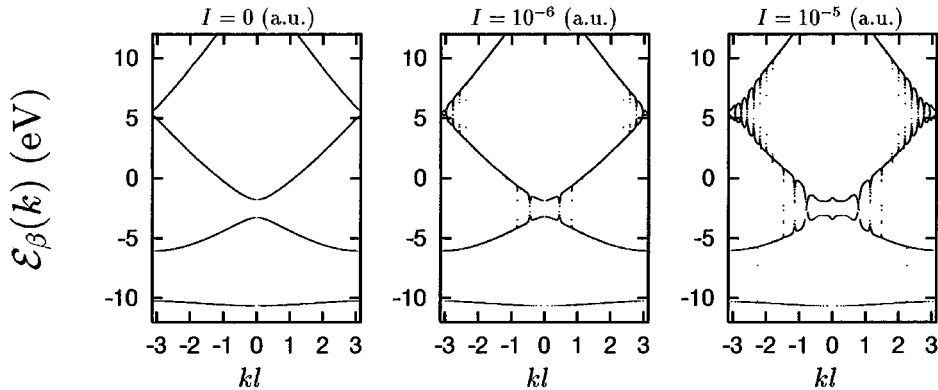 I = 0 (a.u.) I = 10⁻⁶ (a.u.) I = 10⁻⁵ (a.u.)
ℰ_β(k) (eV)
10 10 10
5 5 5
0 0 0
-5 -5 -5
-10 -10 -10
-3 -2 -1 0 1 2 3 -3 -2 -1 0 1 2 3 -3 -2 -1 0 1 2 3
kl kl kl